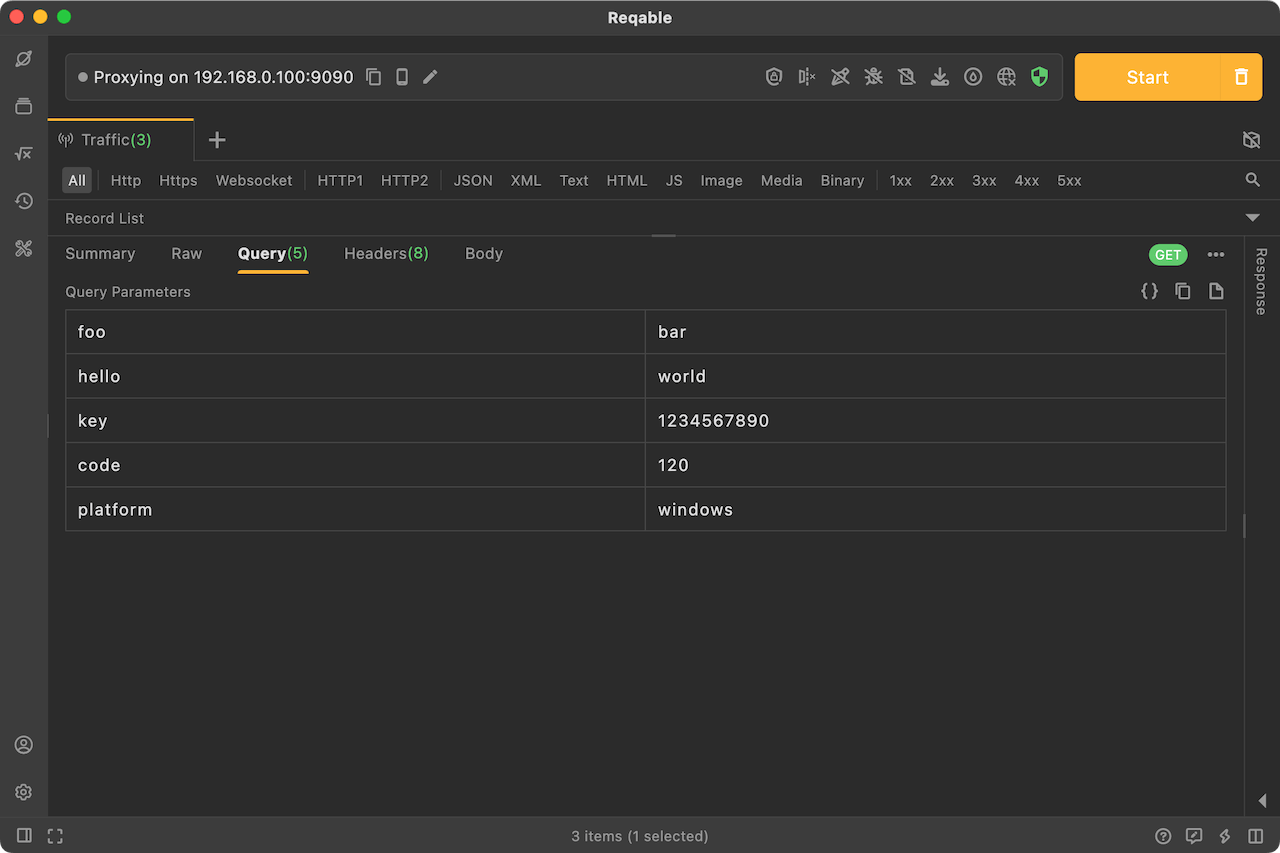 Reqable
Proxying on 192.168.0.100:9090
Start
Traffic(3)
All Http Https Websocket HTTP1 HTTP2 JSON XML Text HTML JS Image Media Binary 1xx 2xx 3xx 4xx 5xx
Record List
Summary Raw Query(5) Headers(8) Body GET
Response
Query Parameters
foo bar
hello world
key 1234567890
code 120
platform windows
3 items (1 selected)